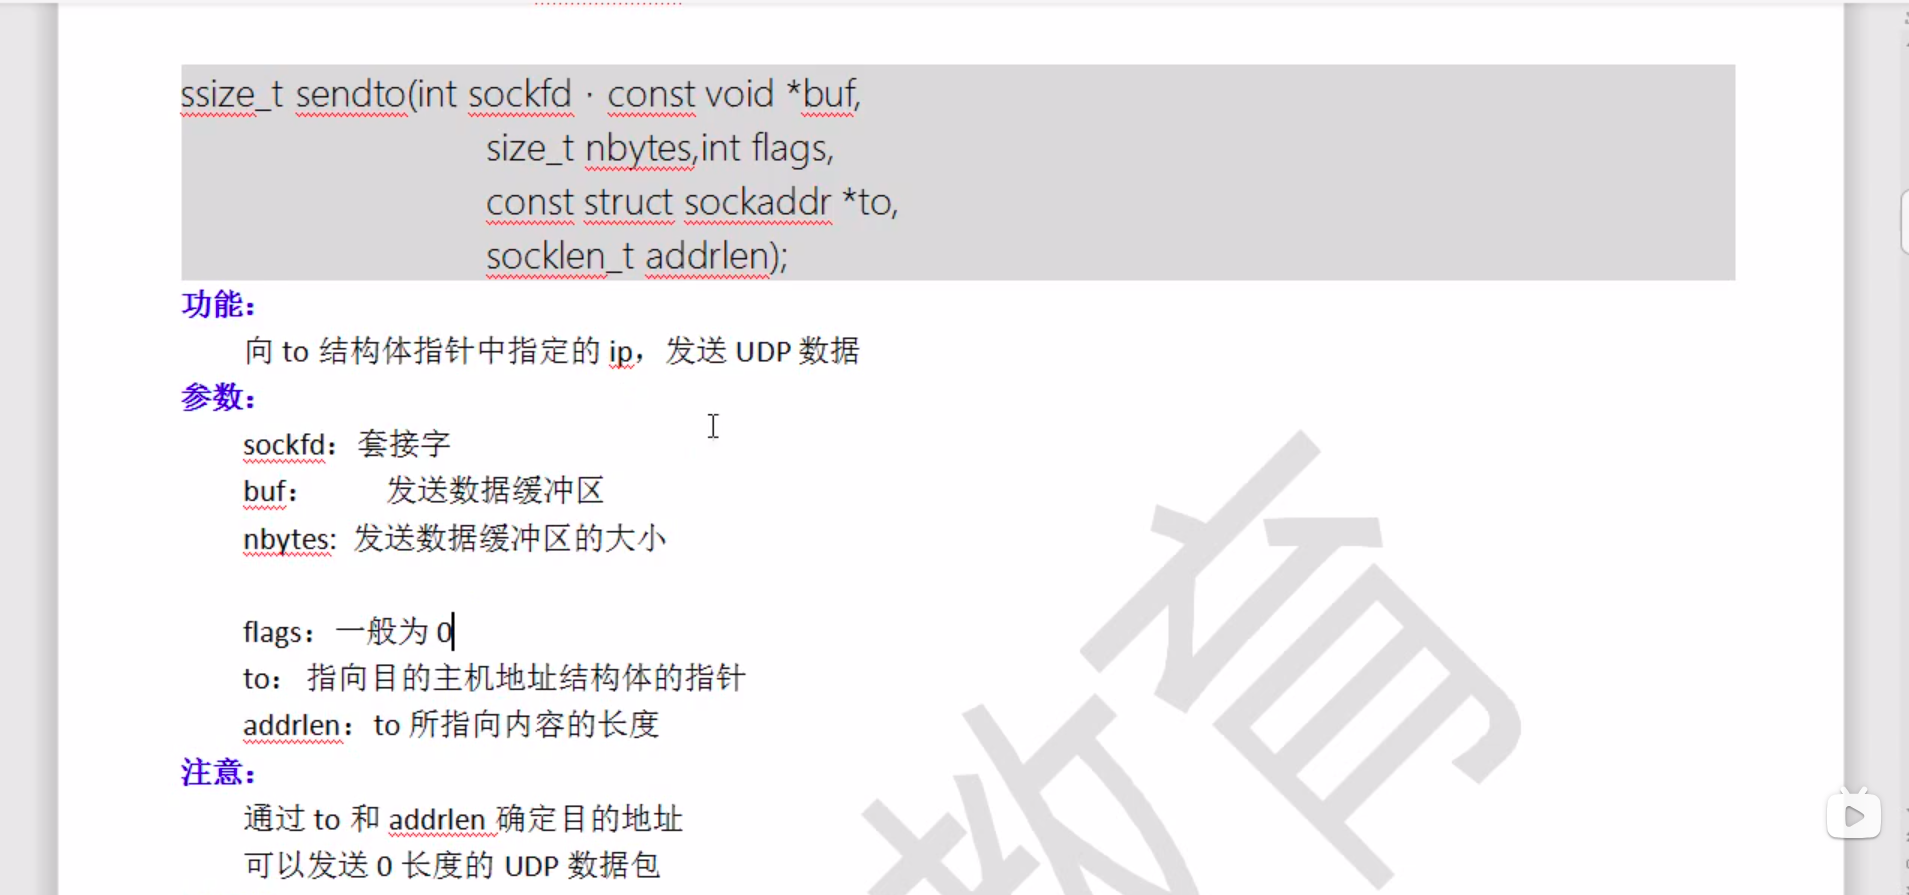 ssize_t sendto(int sockfd · const void *buf,
size_t nbytes,int flags,
const struct sockaddr *to,
socklen_t addrlen);
功能：
向 to 结构体指针中指定的 ip，发送 UDP 数据
参数：
sockfd：套接字
buf： 发送数据缓冲区
nbytes: 发送数据缓冲区的大小
flags：一般为 0
to： 指向目的主机地址结构体的指针
addrlen：to 所指向内容的长度
注意：
通过 to 和 addrlen 确定目的地址
可以发送 0 长度的 UDP 数据包
教育